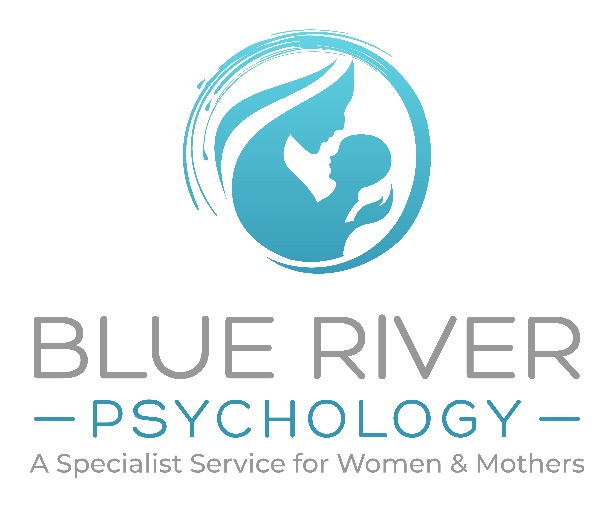 BLUE RIVER
— PSYCHOLOGY —
A Specialist Service for Women & Mothers